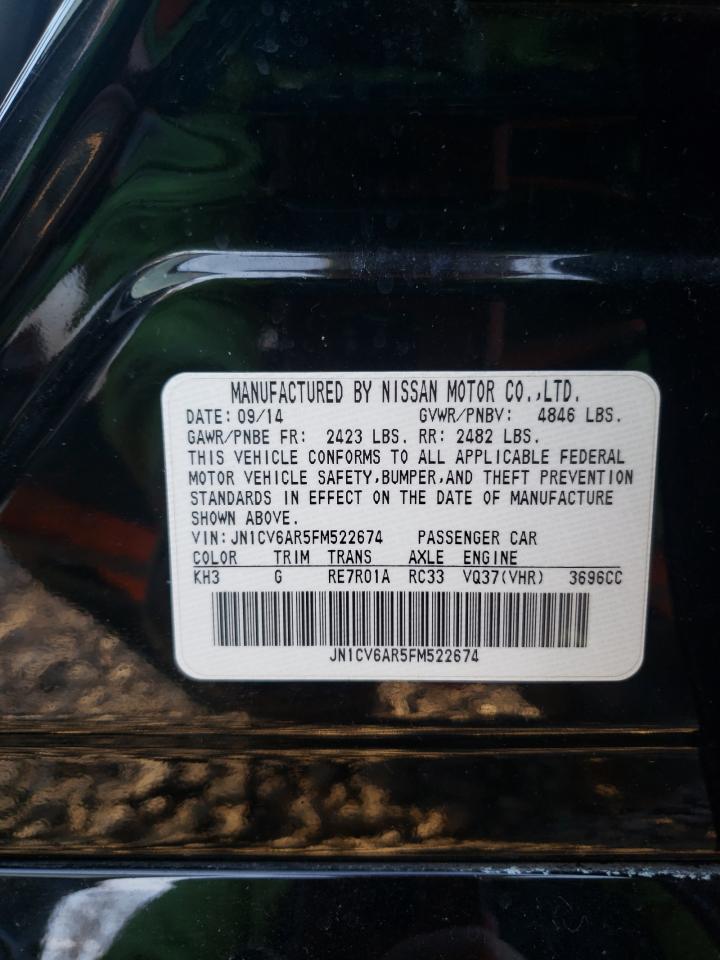 MANUFACTURED BY NISSAN MOTOR CO.,LTD.
DATE: 09/14 GVWR/PNBV: 4846 LBS.
GAWR/PNBE FR: 2423 LBS. RR: 2482 LBS.
THIS VEHICLE CONFORMS TO ALL APPLICABLE FEDERAL
MOTOR VEHICLE SAFETY,BUMPER,AND THEFT PREVENTION
STANDARDS IN EFFECT ON THE DATE OF MANUFACTURE
SHOWN ABOVE.
VIN:JN1CV6AR5FM522674 PASSENGER CAR
COLOR TRIM TRANS AXLE ENGINE
KH3 G RE7R01A RC33 VQ37(VHR) 3696CC
JN1CV6AR5FM522674